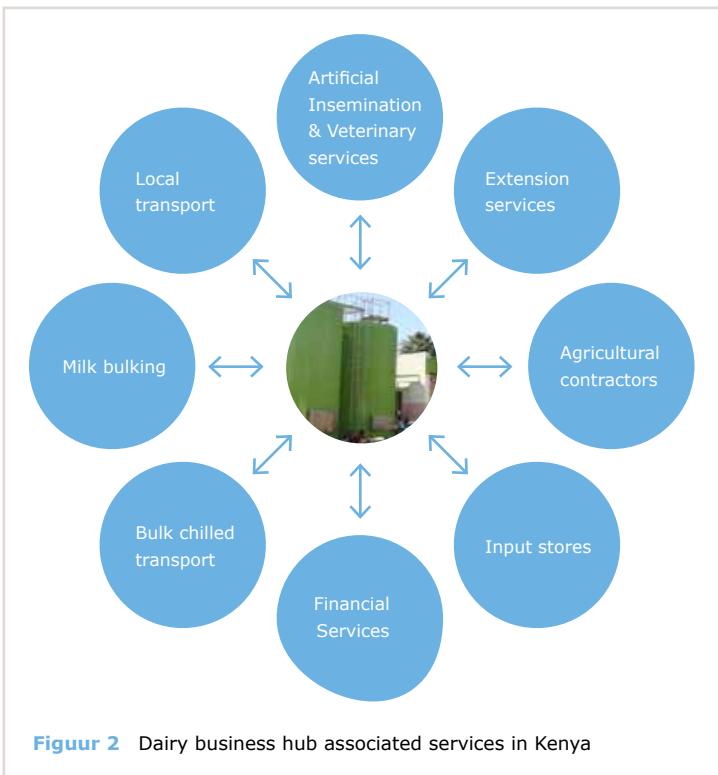 Artificial
Insemination
& Veterinary
services
Extension
services
Agricultural
contractors
Input stores
Financial
Services
Bulk chilled
transport
Milk bulking
Local
transport
Figuur 2 Dairy business hub associated services in Kenya